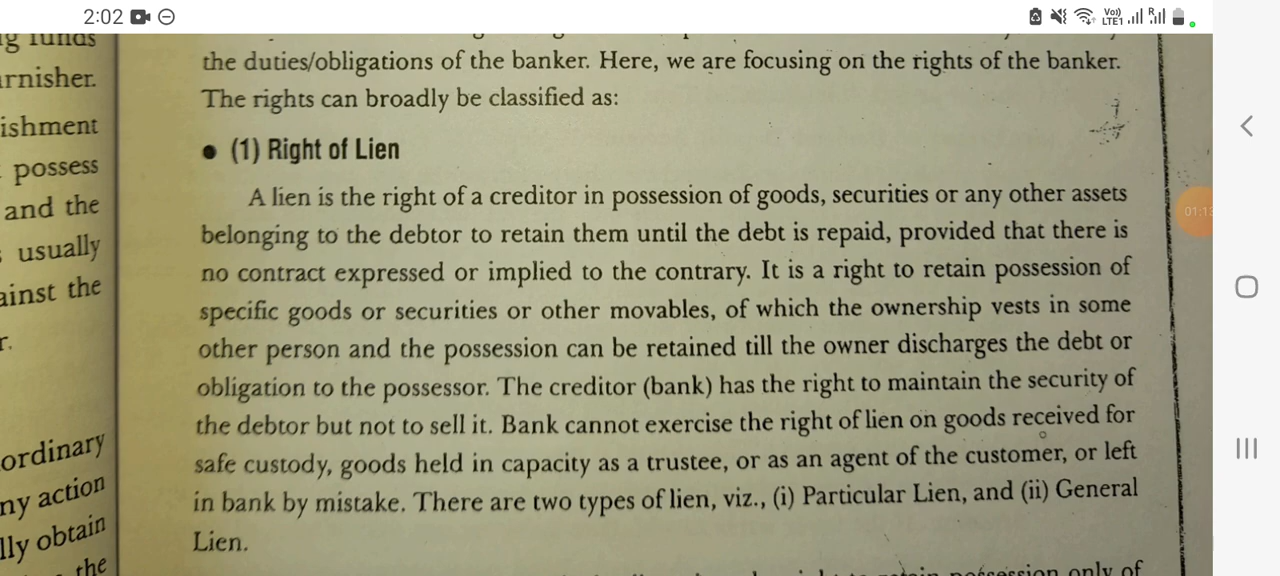 2:02
Vo)
LTE1
R
g funds
arnisher.
ishment
possess
and the
usually
ainst the
r.
ordinary
ny action
lly obtain
the
the duties/obligations of the banker. Here, we are focusing on the rights of the banker.
The rights can broadly be classified as:
• (1) Right of Lien
A lien is the right of a creditor in possession of goods, securities or any other assets
belonging to the debtor to retain them until the debt is repaid, provided that there is
no contract expressed or implied to the contrary. It is a right to retain possession of
specific goods or securities or other movables, of which the ownership vests in some
other person and the possession can be retained till the owner discharges the debt or
obligation to the possessor. The creditor (bank) has the right to maintain the security of
the debtor but not to sell it. Bank cannot exercise the right of lien on goods received for
safe custody, goods held in capacity as a trustee, or as an agent of the customer, or left
in bank by mistake. There are two types of lien, viz., (i) Particular Lien, and (ii) General
Lien.
possession only of
01:13